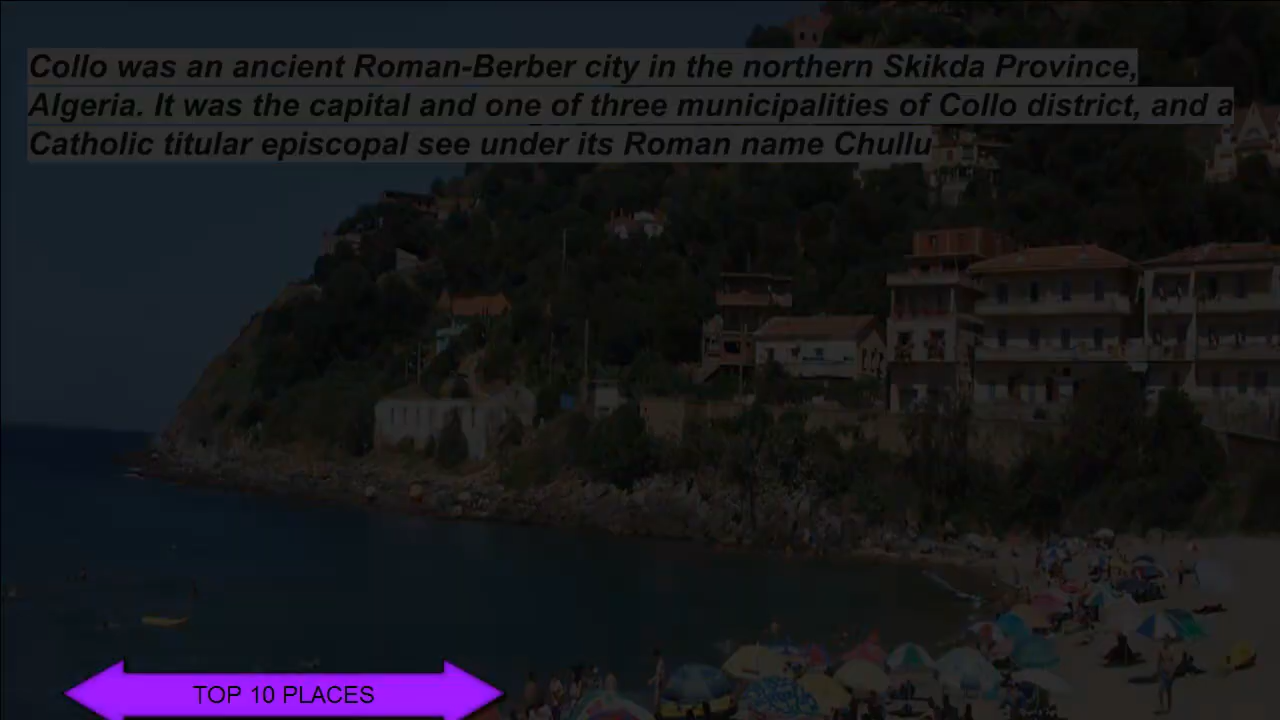 Collo was an ancient Roman-Berber city in the northern Skikda Province,
Algeria. It was the capital and one of three municipalities of Collo district, and a
Catholic titular episcopal see under its Roman name Chullu
TOP 10 PLACES